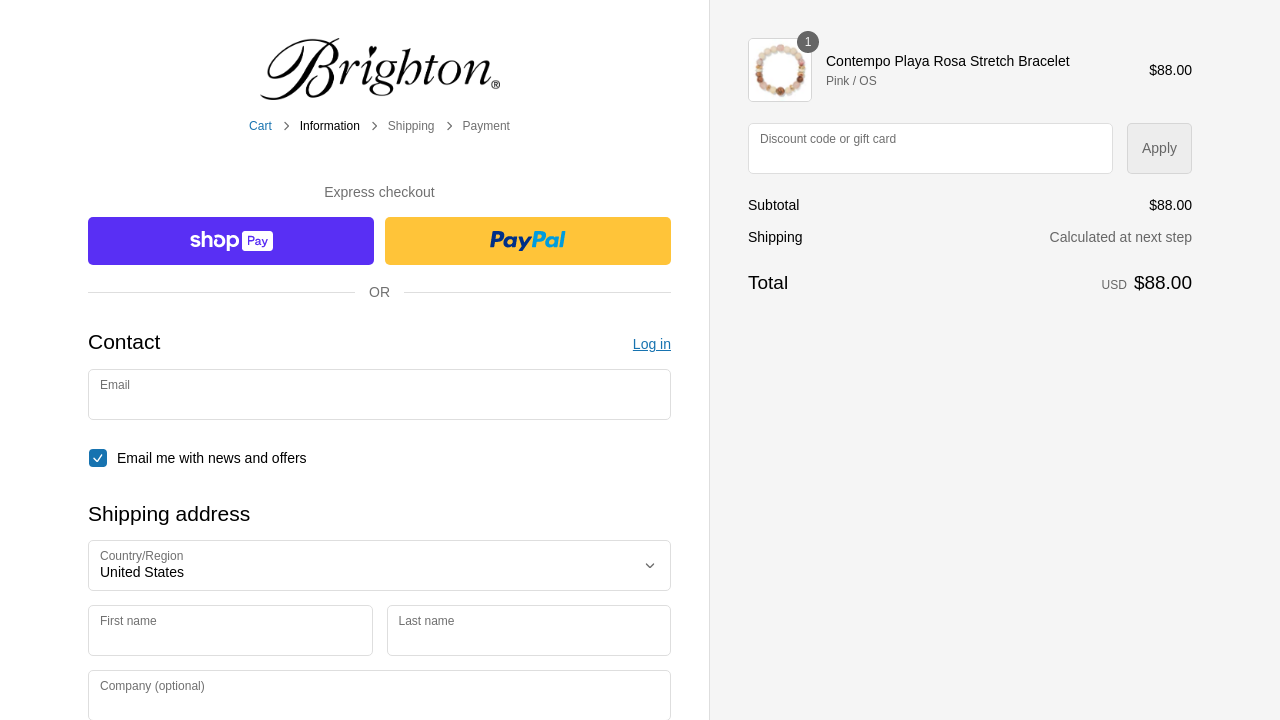 Brighton®
Cart
Information
Shipping
Payment
Express checkout
shop Pay
PayPal
OR
Contact
Log in
Email
Email me with news and offers
Shipping address
Country/Region
United States
First name
Last name
Company (optional)
1
Contempo Playa Rosa Stretch Bracelet
Pink / OS
$88.00
Discount code or gift card
Apply
Subtotal
$88.00
Shipping
Calculated at next step
Total
USD $88.00